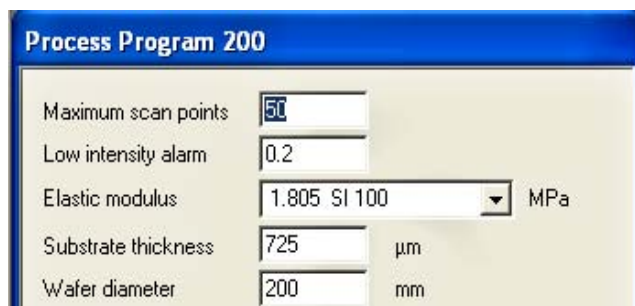 Process Program 200
Maximum scan points 50
Low intensity alarm 0.2
Elastic modulus 1.805 SI 100 MPa
Substrate thickness 725 µm
Wafer diameter 200 mm